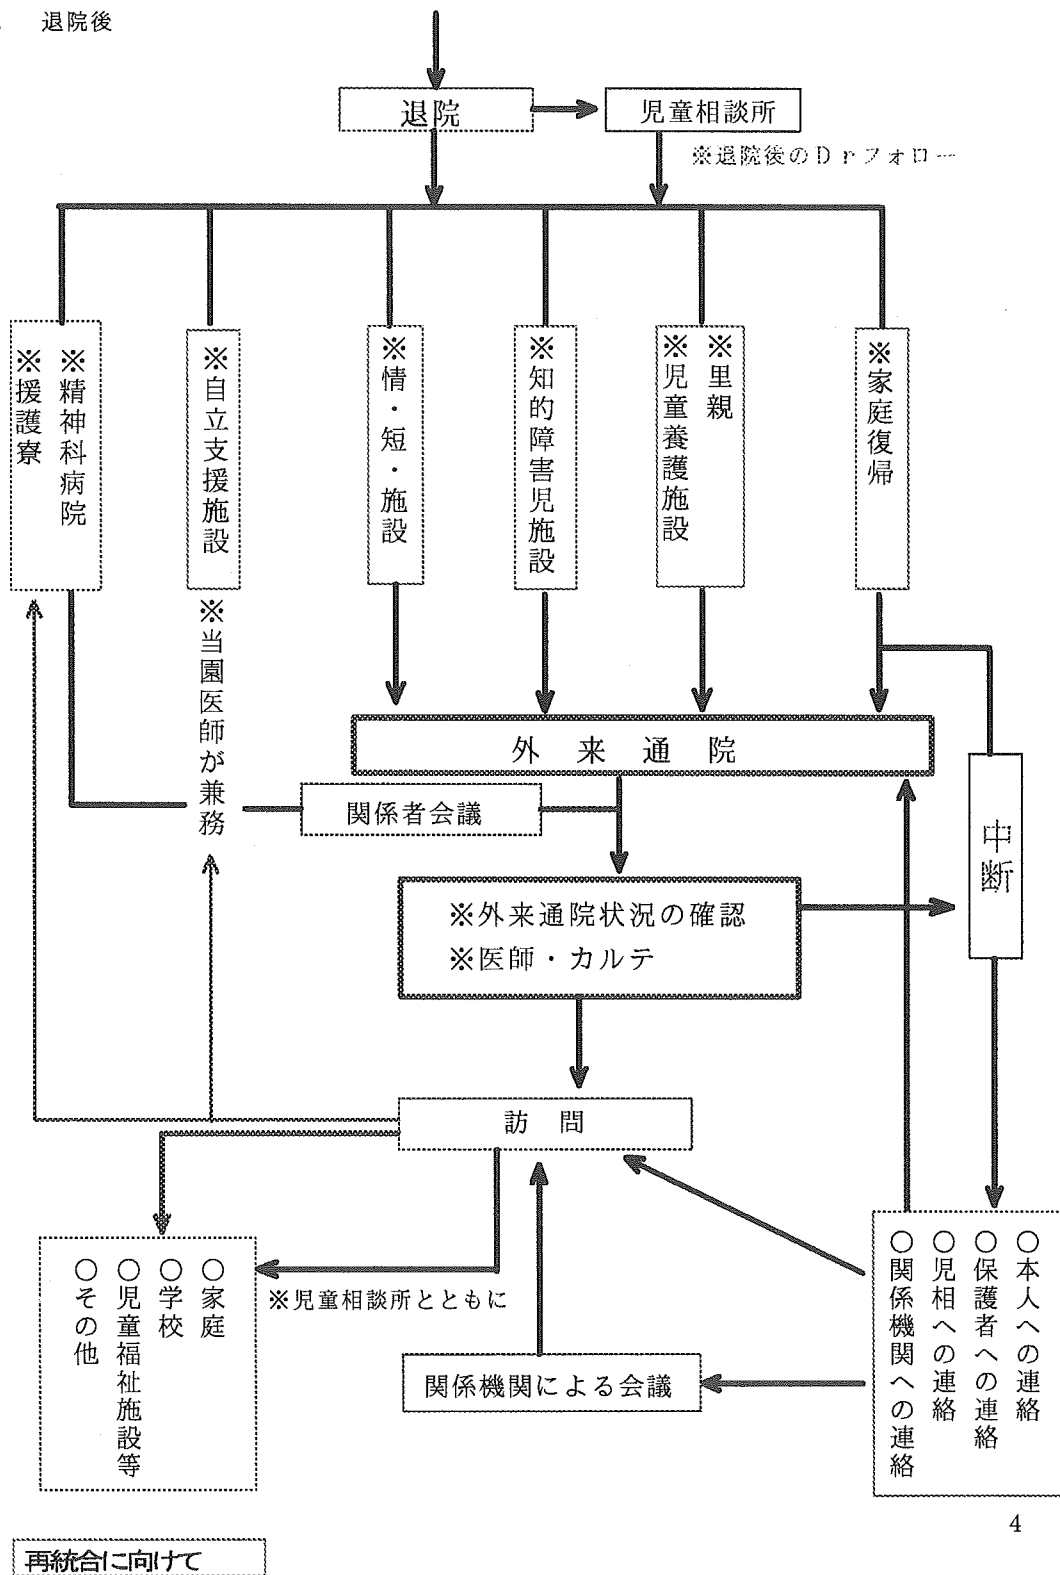 退院後
退院
児童相談所
※退院後のDrフォロー
※精神科病院
※援護寮
※自立支援施設
※当園医師が兼務
※情・短・施設
※知的障害児施設
※里親
※児童養護施設
※家庭復帰
外来通院
関係者会議
中断
※外来通院状況の確認
※医師・カルテ
訪問
○家庭
○学校
○児童福祉施設等
○その他
※児童相談所とともに
関係機関による会議
○本人への連絡
○保護者への連絡
○児相への連絡
○関係機関への連絡
4
再統合に向けて